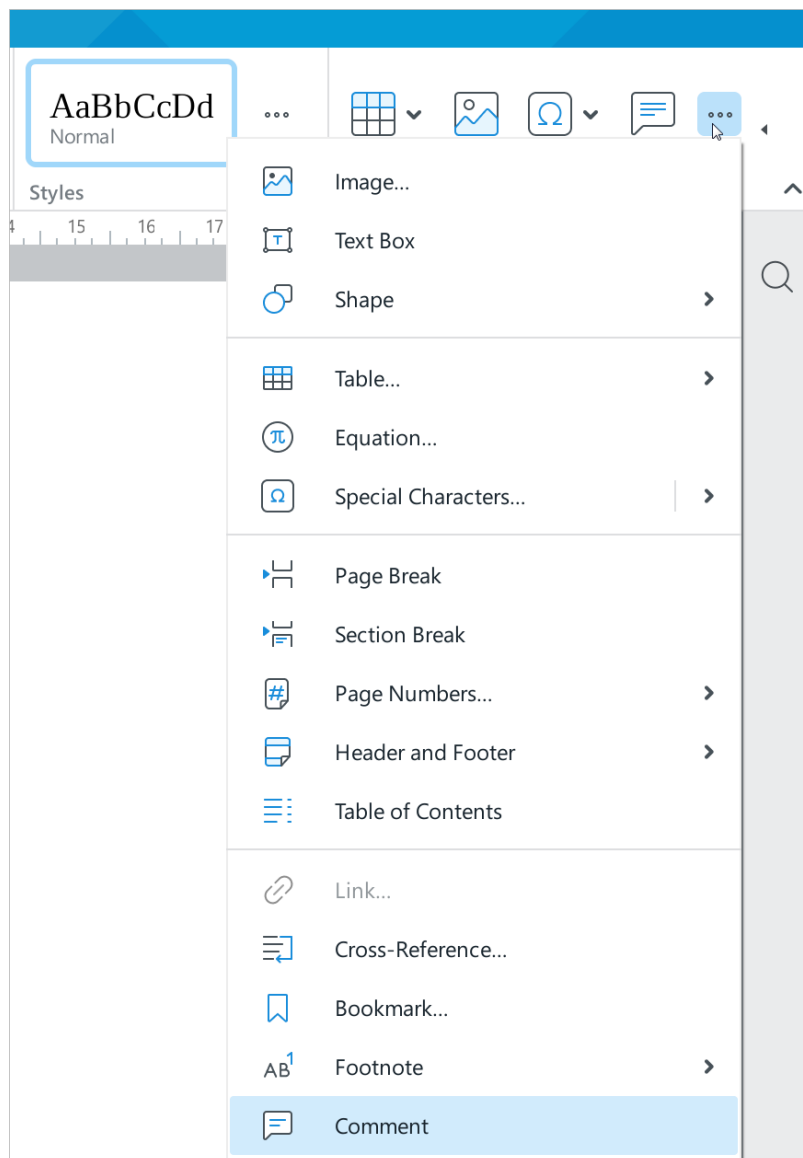 AaBbCcDd
Normal
Styles
15 16 17
Image...
Text Box
Shape
Table...
Equation...
Special Characters...
Page Break
Section Break
Page Numbers...
Header and Footer
Table of Contents
Link...
Cross-Reference...
Bookmark...
Footnote
Comment